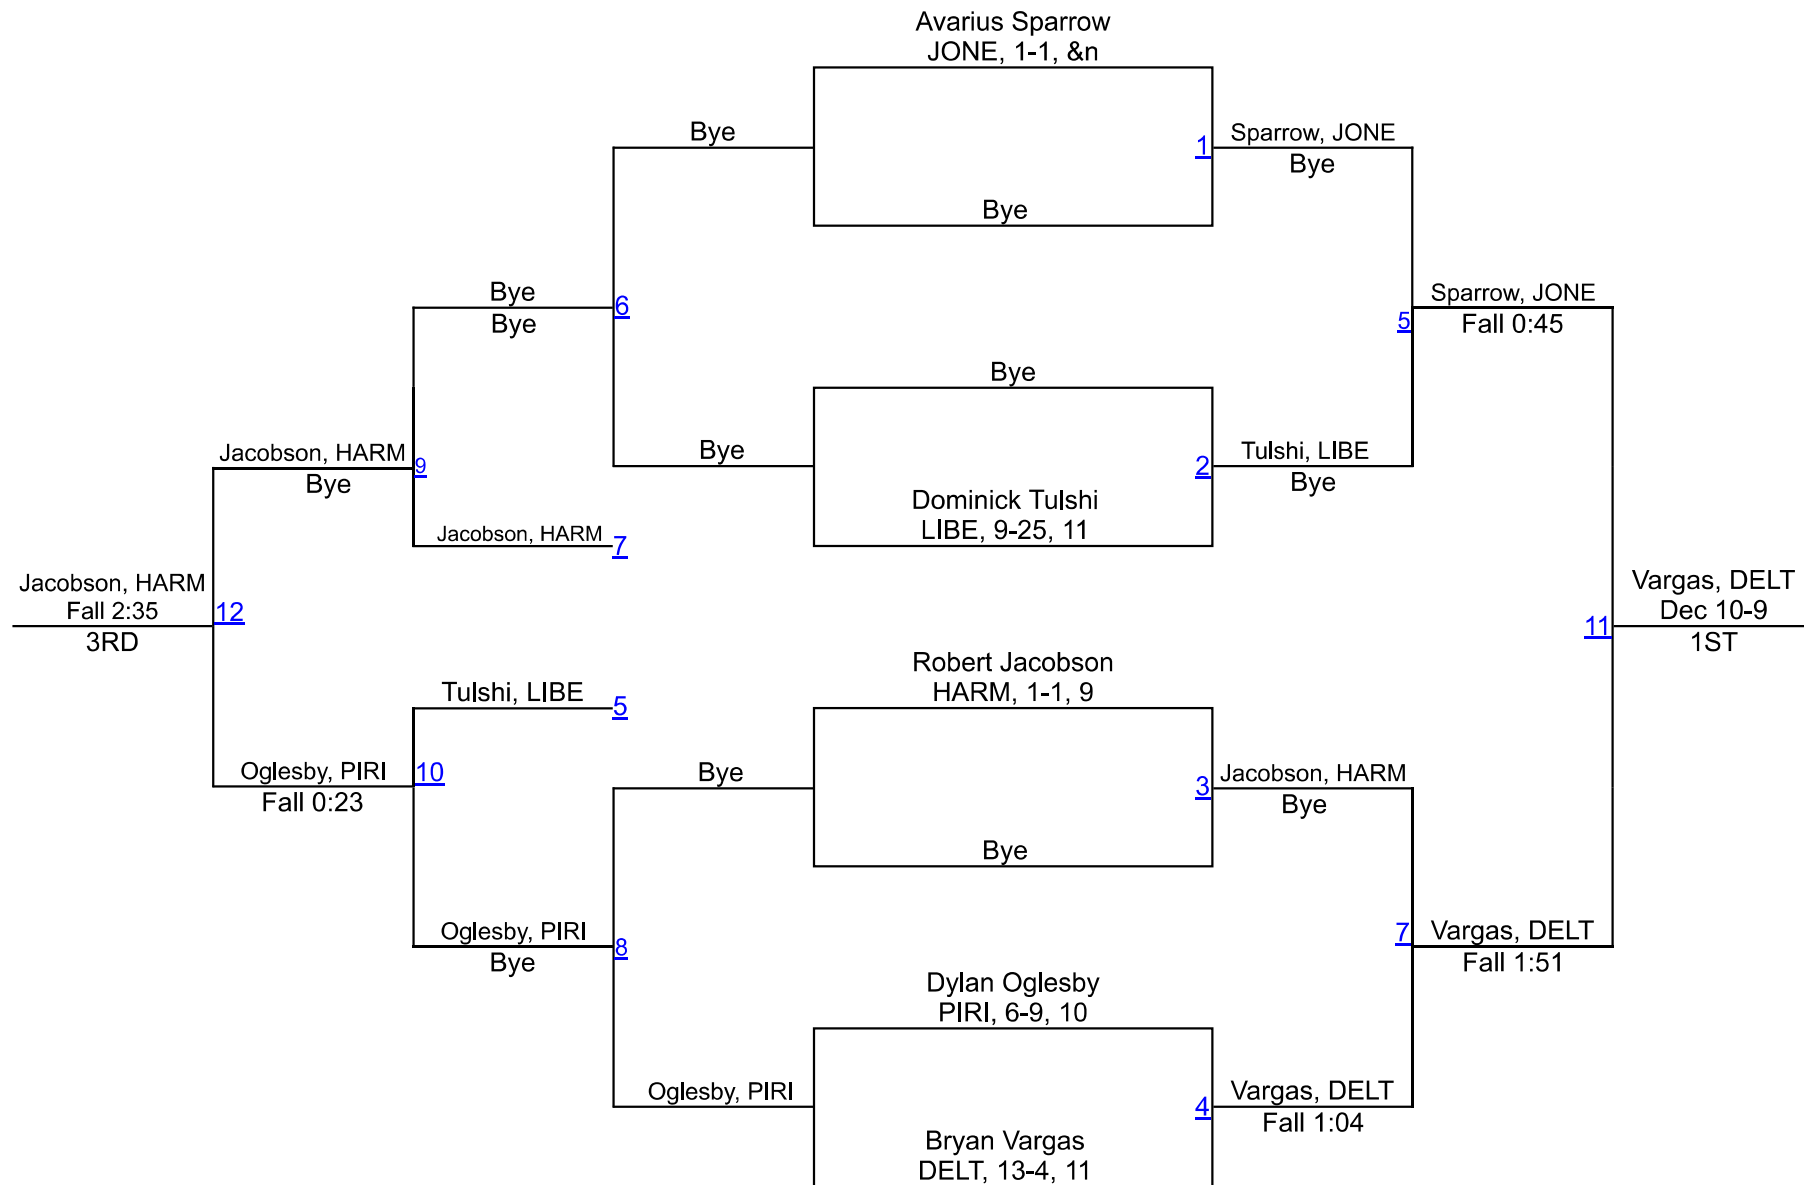 Avarius Sparrow
JONE, 1-1, &n
Bye
1
Sparrow, JONE
Bye
Bye
Bye
Bye
6
Sparrow, JONE
Fall 0:45
5
Bye
Bye
2
Tulshi, LIBE
Bye
Dominick Tulshi
LIBE, 9-25, 11
Jacobson, HARM
Bye
9
Jacobson, HARM
7
Jacobson, HARM
Fall 2:35
3RD
12
Vargas, DELT
Dec 10-9
1ST
11
Robert Jacobson
HARM, 1-1, 9
Tulshi, LIBE
5
Oglesby, PIRI
Fall 0:23
10
Bye
3
Jacobson, HARM
Bye
Bye
Oglesby, PIRI
Bye
8
7
Vargas, DELT
Fall 1:51
Dylan Oglesby
PIRI, 6-9, 10
Oglesby, PIRI
4
Vargas, DELT
Fall 1:04
Bryan Vargas
DELT, 13-4, 11